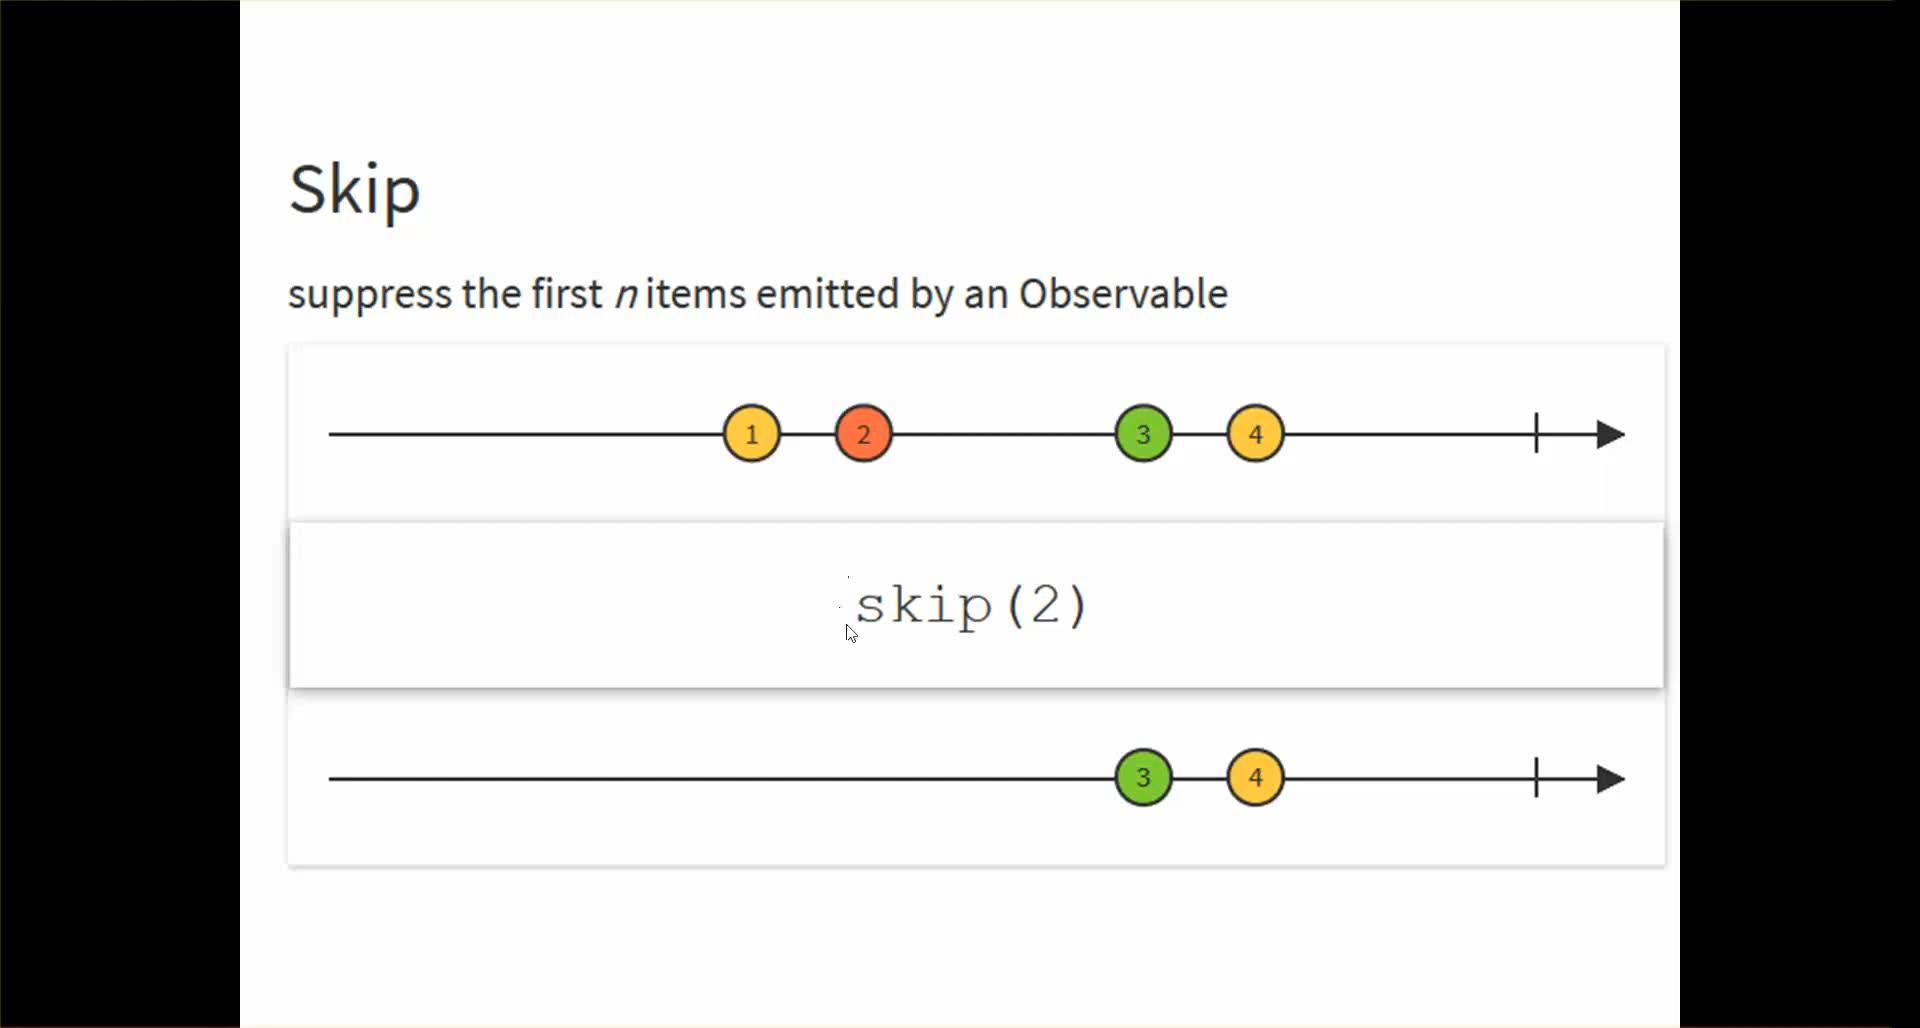 Skip
suppress the first n items emitted by an Observable
1 2 3 4
skip(2)
3 4